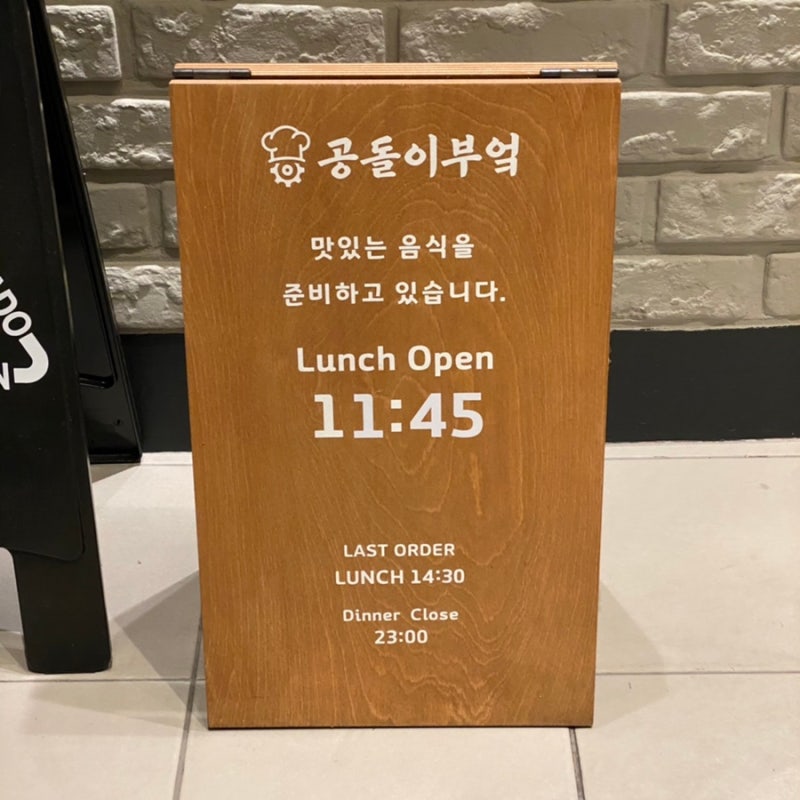 공돌이부엌
맛있는 음식을
준비하고 있습니다.
Lunch Open
11:45
LAST ORDER
LUNCH 14:30
Dinner Close
23:00